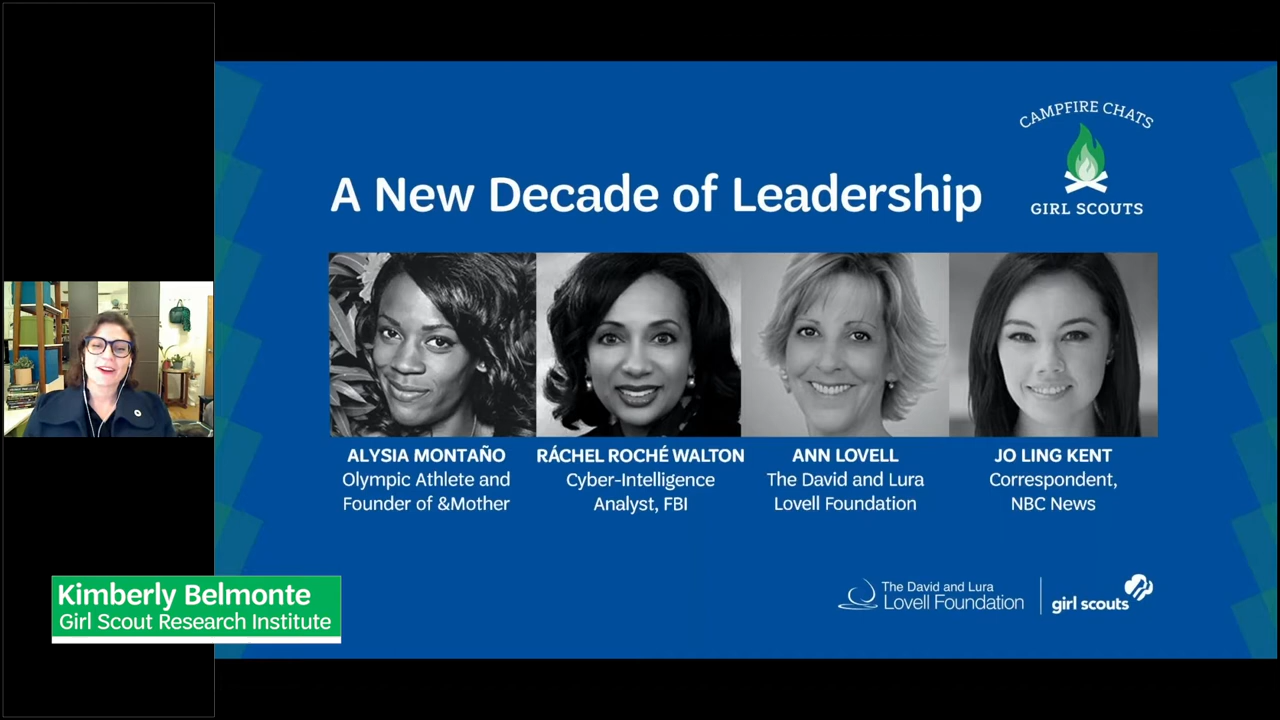 CAMPFIRE CHATS
GIRL SCOUTS
A New Decade of Leadership
ALYSIA MONTAÑO
Olympic Athlete and
Founder of &Mother
RÁCHEL ROCHÉ WALTON
Cyber-Intelligence
Analyst, FBI
ANN LOVELL
The David and Lura
Lovell Foundation
JO LING KENT
Correspondent,
NBC News
Kimberly Belmonte
Girl Scout Research Institute
The David and Lura
Lovell Foundation
girl scouts